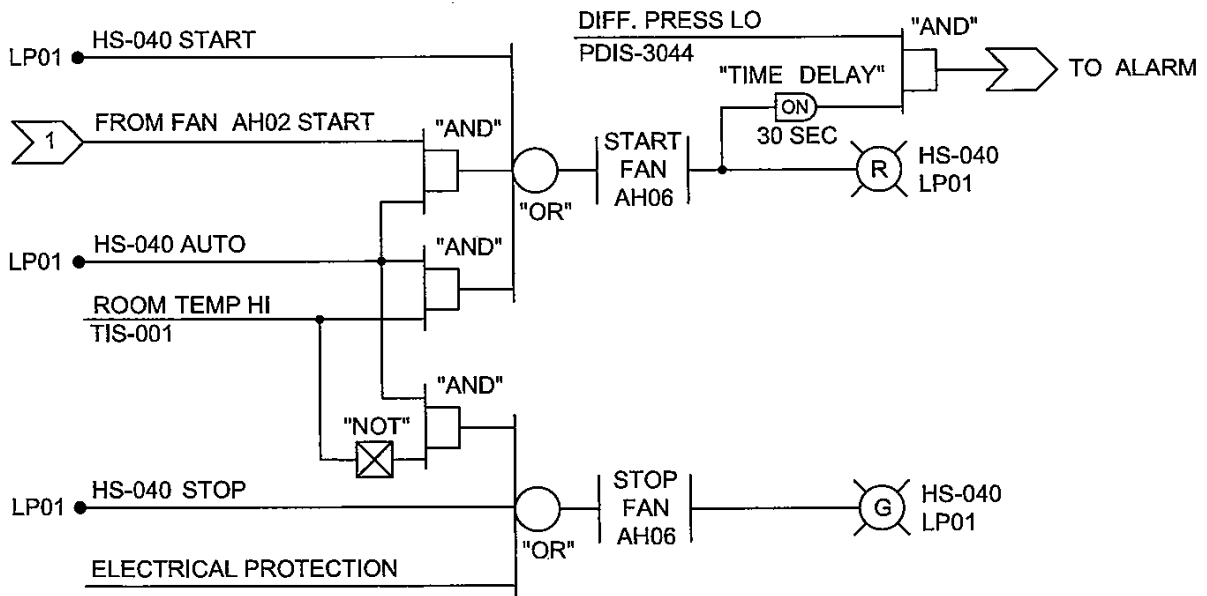 DIFF. PRESS LO
PDIS-3044
"AND"
TO ALARM
"TIME DELAY"
ON
30 SEC
LP01
HS-040 START
1
FROM FAN AH02 START
"AND"
"OR"
START
FAN
AH06
R
HS-040
LP01
LP01
HS-040 AUTO
"AND"
ROOM TEMP HI
TIS-001
"AND"
"NOT"
LP01
HS-040 STOP
"OR"
STOP
FAN
AH06
G
HS-040
LP01
ELECTRICAL PROTECTION